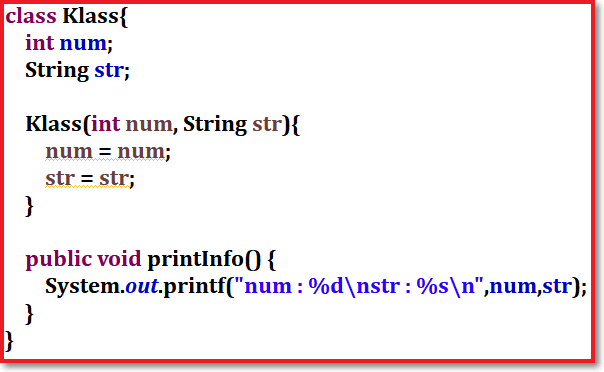 class Klass{
int num;
String str;
Klass(int num, String str){
num = num;
str = str;
}
public void printInfo() {
System.out.printf("num : %d\nstr : %s\n",num,str);
}
}